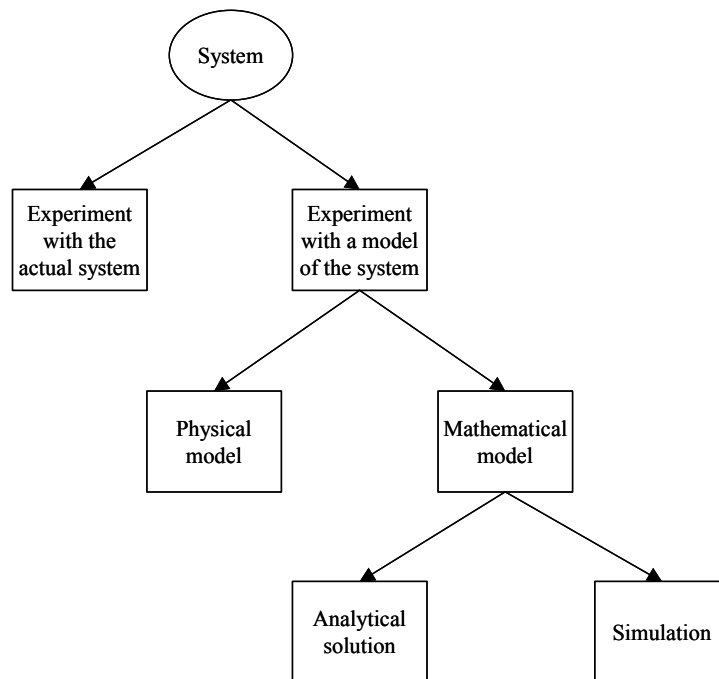 System
Experiment
with the
actual system
Experiment
with a model
of the system
Physical
model
Mathematical
model
Analytical
solution
Simulation